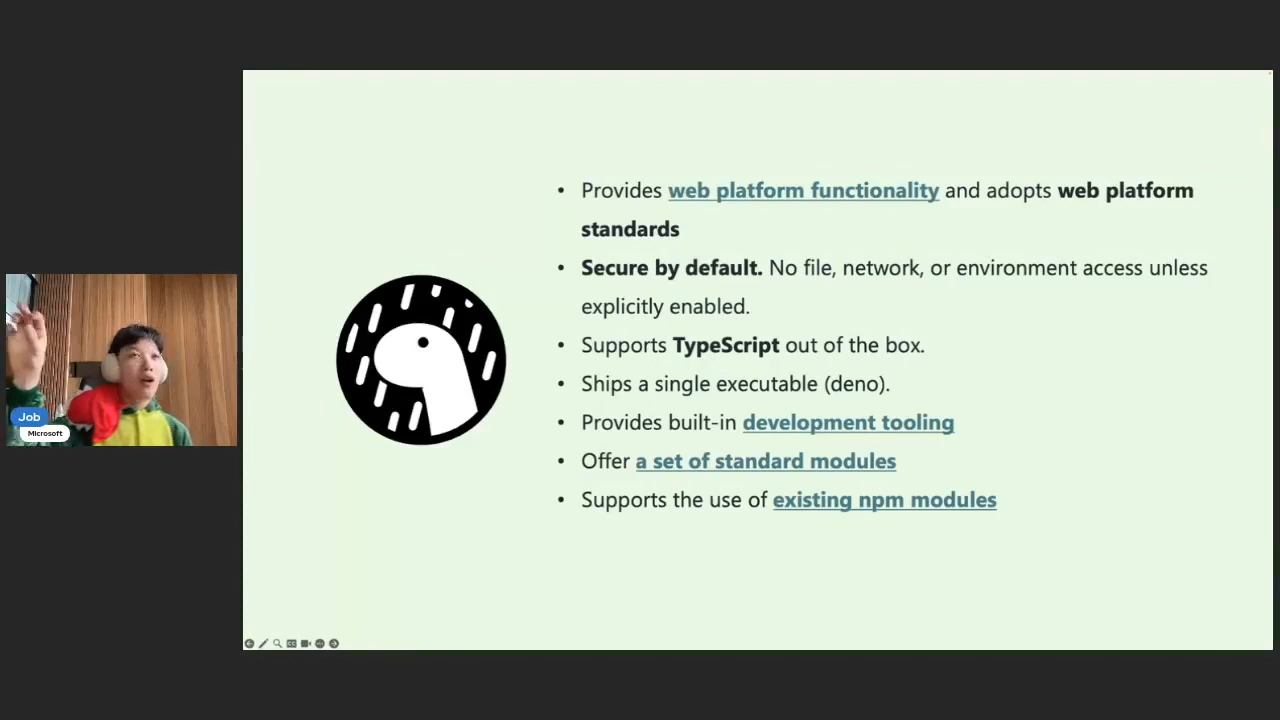 • Provides web platform functionality and adopts web platform
standards
• Secure by default. No file, network, or environment access unless
explicitly enabled.
• Supports TypeScript out of the box.
• Ships a single executable (deno).
• Provides built-in development tooling
• Offer a set of standard modules
• Supports the use of existing npm modules
Job
Microsoft